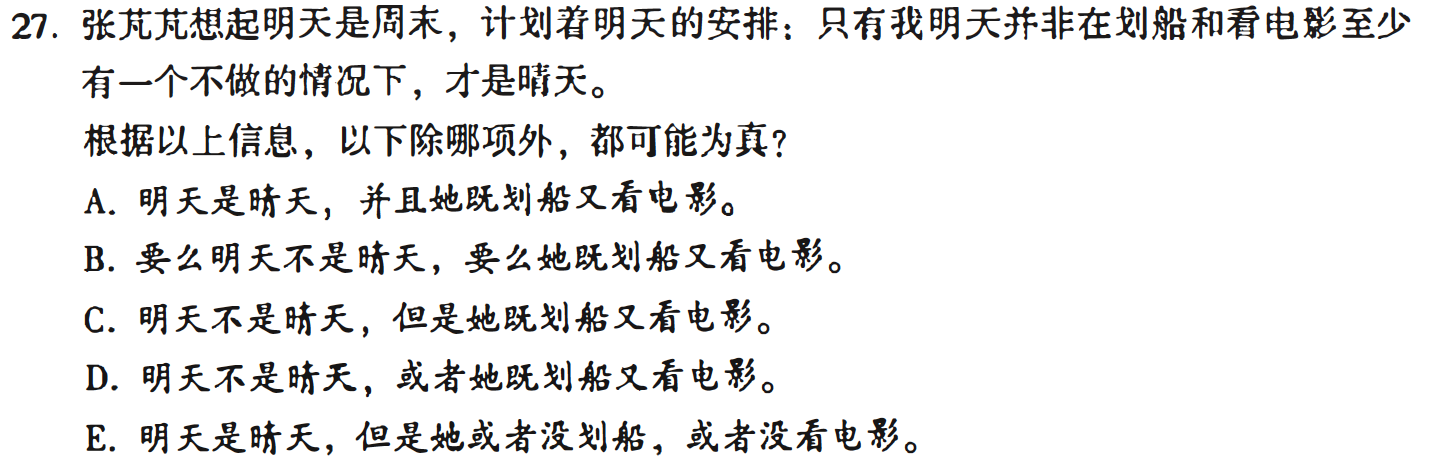 27. 张芃芃想起明天是周末，计划着明天的安排：只有我明天并非在划船和看电影至少
有一个不做的情况下，才是晴天。
根据以上信息，以下除哪项外，都可能为真？
A. 明天是晴天，并且她既划船又看电影。
B. 要么明天不是晴天，要么她既划船又看电影。
C. 明天不是晴天，但是她既划船又看电影。
D. 明天不是晴天，或者她既划船又看电影。
E. 明天是晴天，但是她或者没划船，或者没看电影。